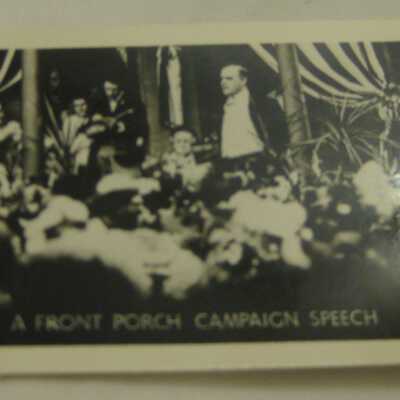 A FRONT PORCH CAMPAIGN SPEECH